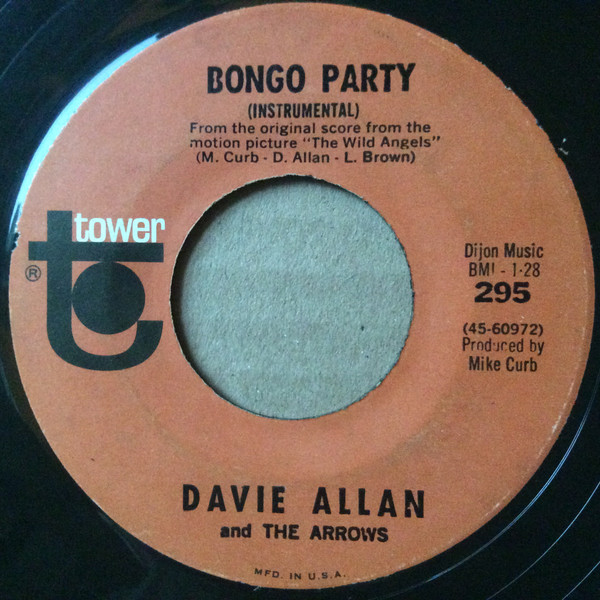 BONGO PARTY
(INSTRUMENTAL)
From the original score from the
motion picture "The Wild Angels"
(M. Curb - D. Allan - L. Brown)
tower
®
Dijon Music
BMI - 1·28
295
(45-60972)
Produced by
Mike Curb
DAVIE ALLAN
and THE ARROWS
MFD. IN U.S.A.